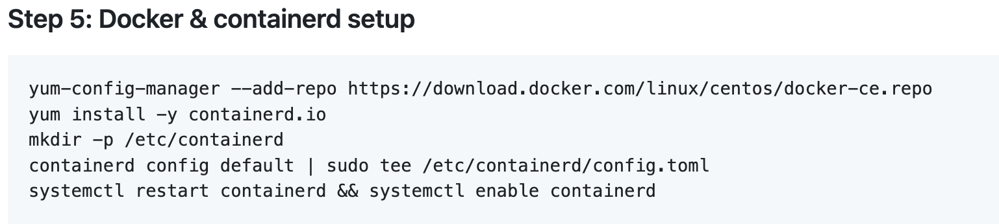 Step 5: Docker & containerd setup
yum-config-manager --add-repo https://download.docker.com/linux/centos/docker-ce.repo
yum install -y containerd.io
mkdir -p /etc/containerd
containerd config default | sudo tee /etc/containerd/config.toml
systemctl restart containerd && systemctl enable containerd